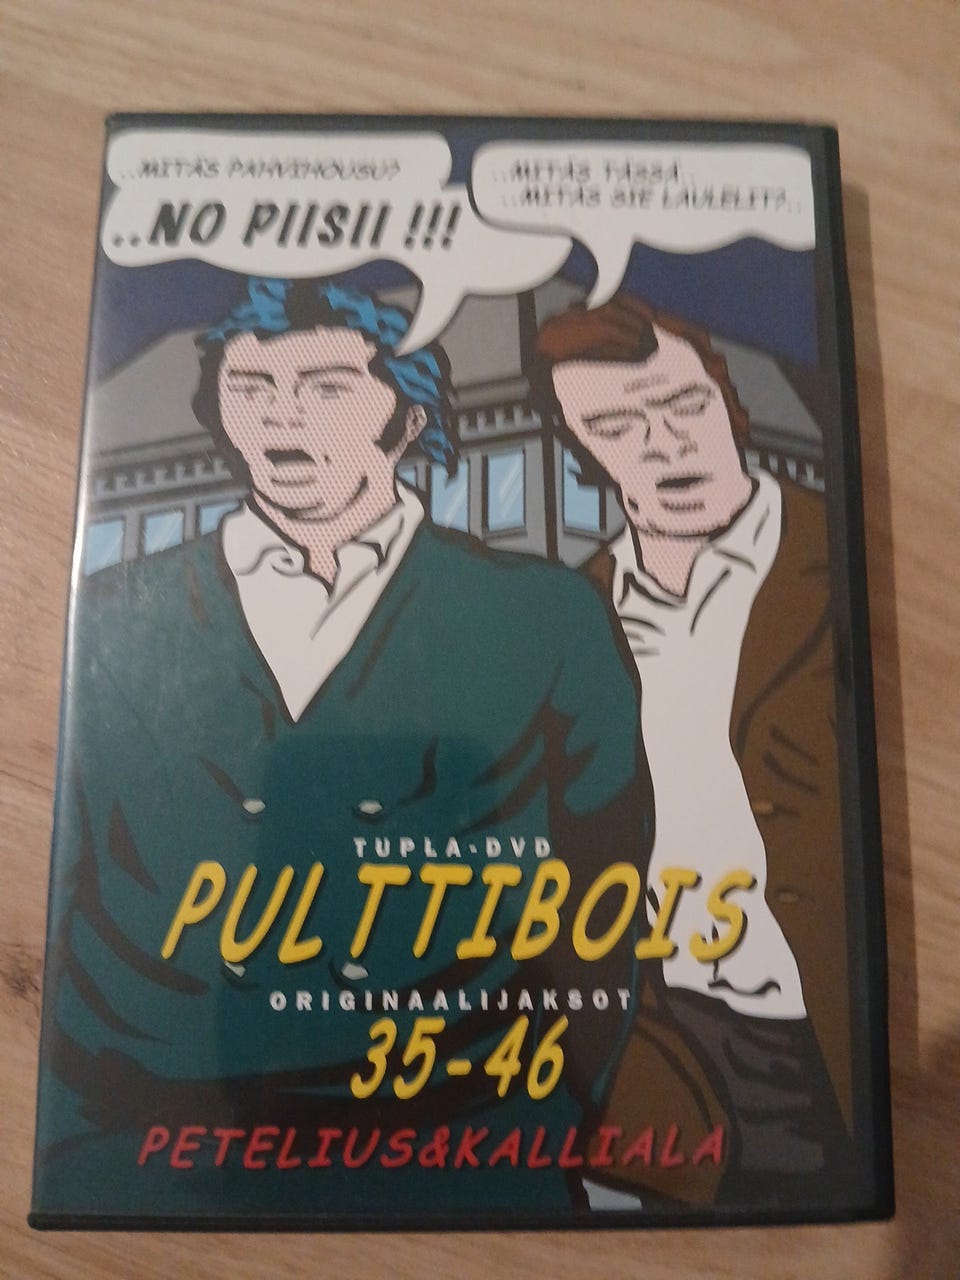 ..MITÄS PAHVIHOUSU?
..NO PIISII !!!
..MITÄS TÄSSÄ..
..MITÄS SIE LAULELIT?..
TUPLA-DVD
PULTTIBOIS
ORIGINAALIJAKSOT
35-46
PETELIUS&KALLIALA